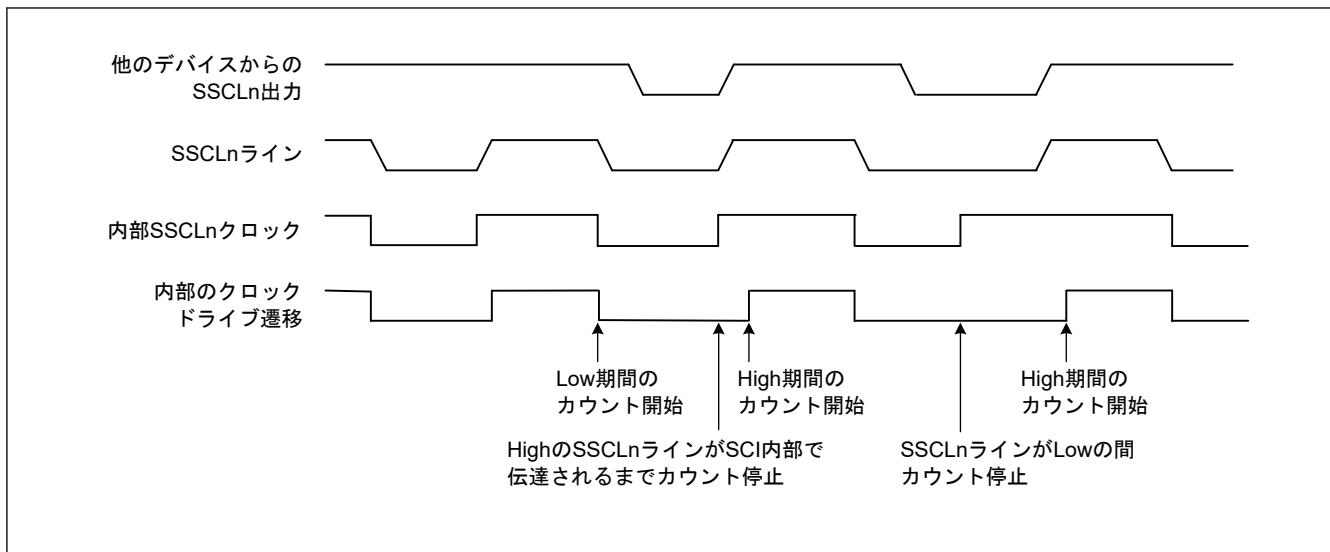 他のデバイスからの
SSCLn出力
SSCLnライン
内部SSCLnクロック
内部のクロック
ドライブ遷移
Low期間の
カウント開始
High期間の
カウント開始
High期間の
カウント開始
HighのSSCLnラインがSCI内部で
伝達されるまでカウント停止
SSCLnラインがLowの間
カウント停止